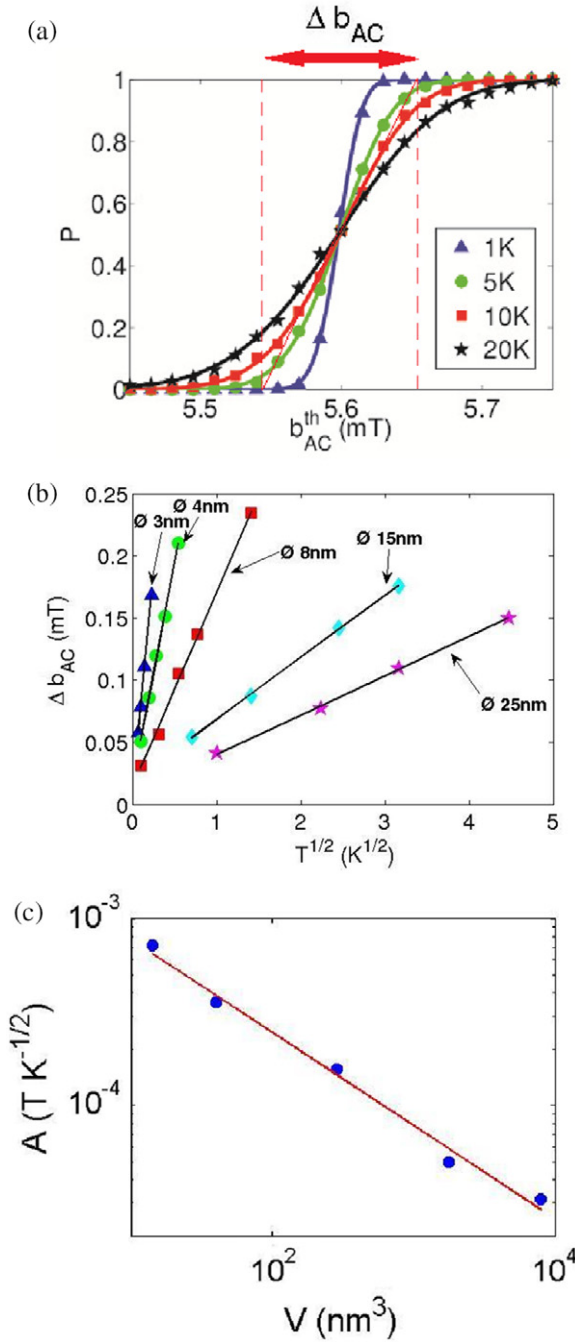 (a)
Δ b_AC
1
0.8
0.6
0.4
0.2
0
P
1K
5K
10K
20K
5.5 5.6 5.7
b_AC^th (mT)
(b)
0.25
0.2
0.15
0.1
0.05
0
Δ b_AC (mT)
Ø 3nm
Ø 4nm
Ø 8nm
Ø 15nm
Ø 25nm
0 1 2 3 4 5
T^1/2 (K^1/2)
(c)
10^-3
10^-4
A (T K^-1/2)
10^2 10^4
V (nm^3)